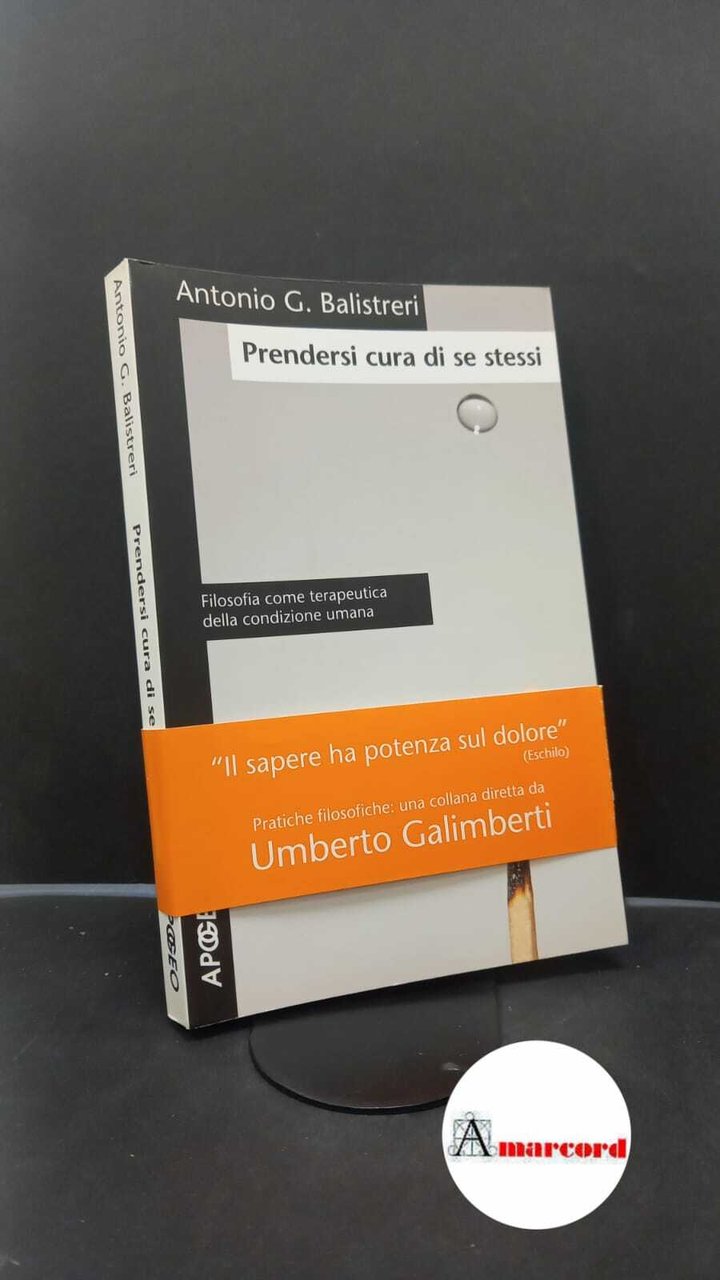 Antonio G. Balistreri
Prendersi cura di se stessi
Filosofia come terapeutica
della condizione umana
"Il sapere ha potenza sul dolore"
(Eschilo)
Pratiche filosofiche: una collana diretta da
Umberto Galimberti
Antonio G. Balistreri
Prendersi cura di se
Amarcord